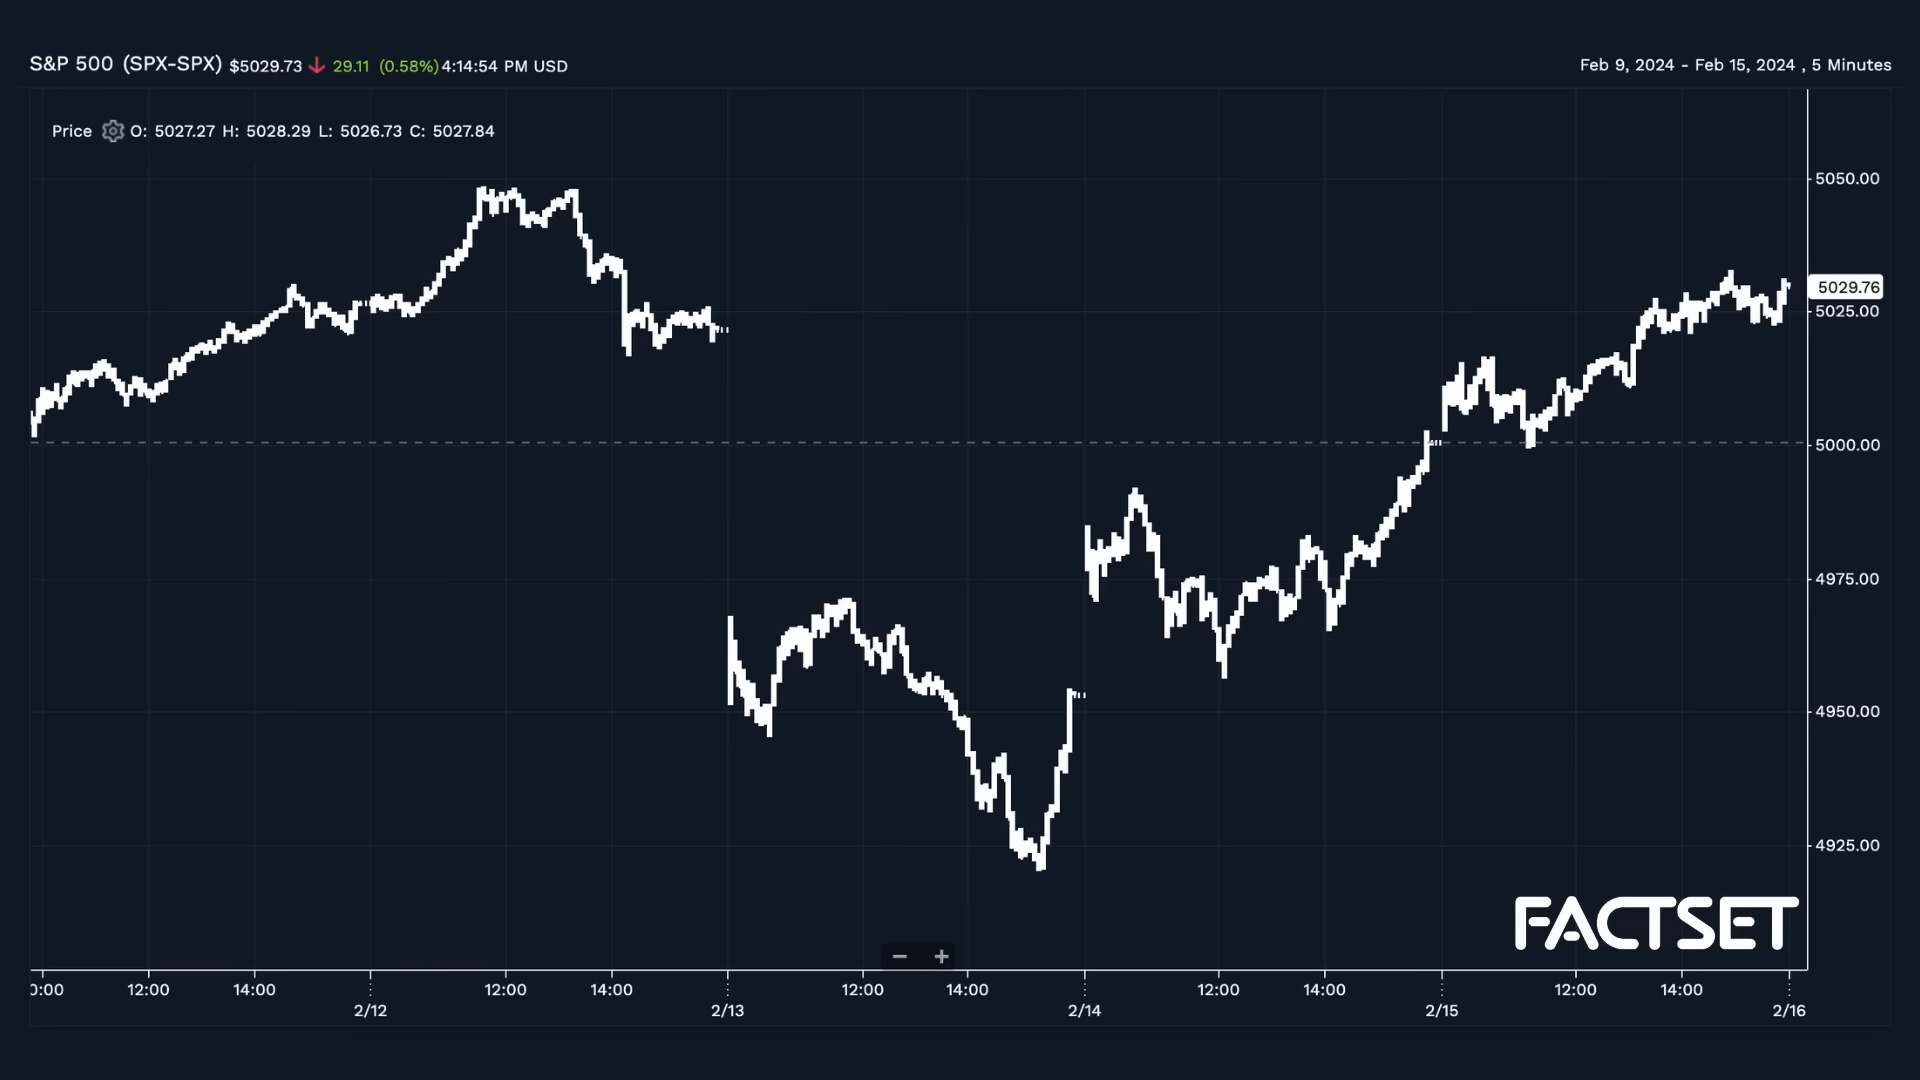 S&P 500 (SPX-SPX) $5029.73 ↓ 29.11 (0.58%) 4:14:54 PM USD
Feb 9, 2024 - Feb 15, 2024 , 5 Minutes
Price O: 5027.27 H: 5028.29 L: 5026.73 C: 5027.84
5050.00
5029.76
5025.00
5000.00
4975.00
4950.00
4925.00
FACTSET
− +
0:00 12:00 14:00 12:00 14:00 12:00 14:00 12:00 14:00 12:00 14:00
2/12 2/13 2/14 2/15 2/16